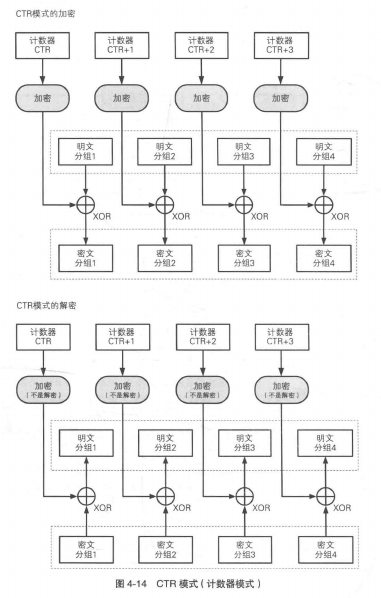 CTR模式的加密
计数器 计数器 计数器 计数器
CTR CTR+1 CTR+2 CTR+3
加密 加密 加密 加密
明文 明文 明文 明文
分组1 分组2 分组3 分组4
XOR XOR XOR XOR
密文 密文 密文 密文
分组1 分组2 分组3 分组4
CTR模式的解密
计数器 计数器 计数器 计数器
CTR CTR+1 CTR+2 CTR+3
加密 加密 加密 加密
(不是解密) (不是解密) (不是解密) (不是解密)
明文 明文 明文 明文
分组1 分组2 分组3 分组4
XOR XOR XOR XOR
密文 密文 密文 密文
分组1 分组2 分组3 分组4
图 4-14 CTR 模式（计数器模式）